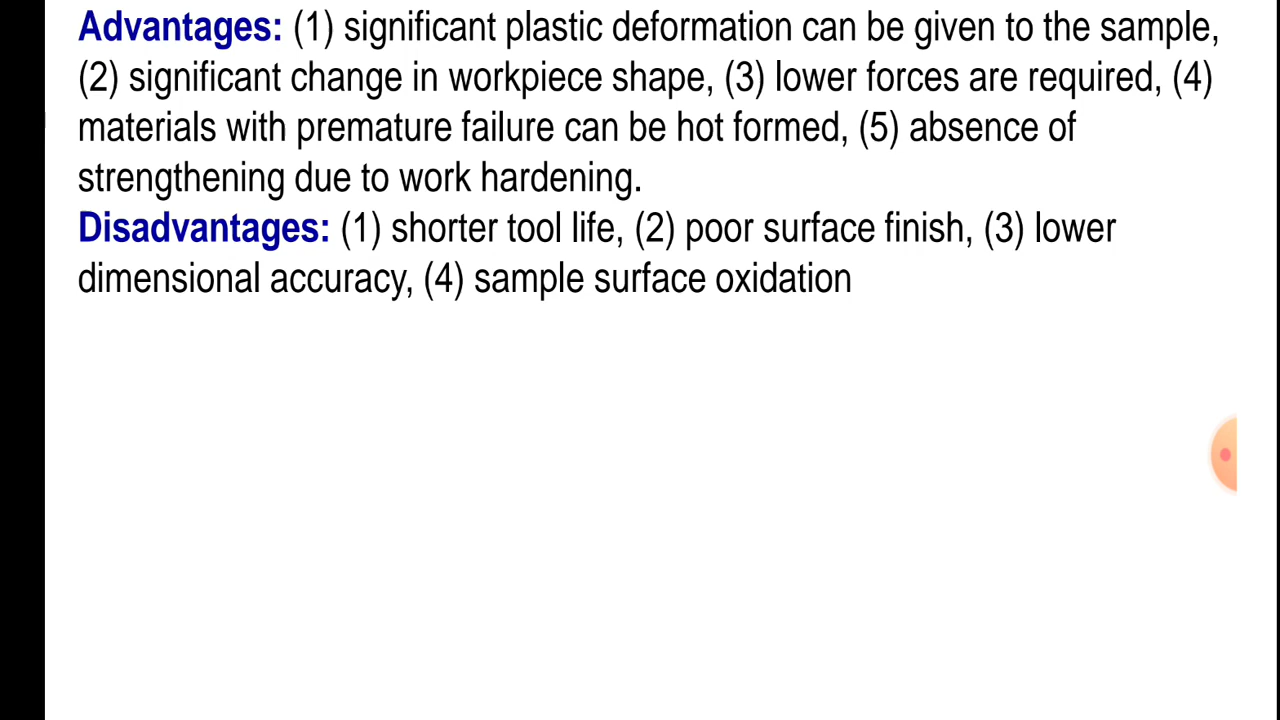 Advantages: (1) significant plastic deformation can be given to the sample,
(2) significant change in workpiece shape, (3) lower forces are required, (4)
materials with premature failure can be hot formed, (5) absence of
strengthening due to work hardening.
Disadvantages: (1) shorter tool life, (2) poor surface finish, (3) lower
dimensional accuracy, (4) sample surface oxidation